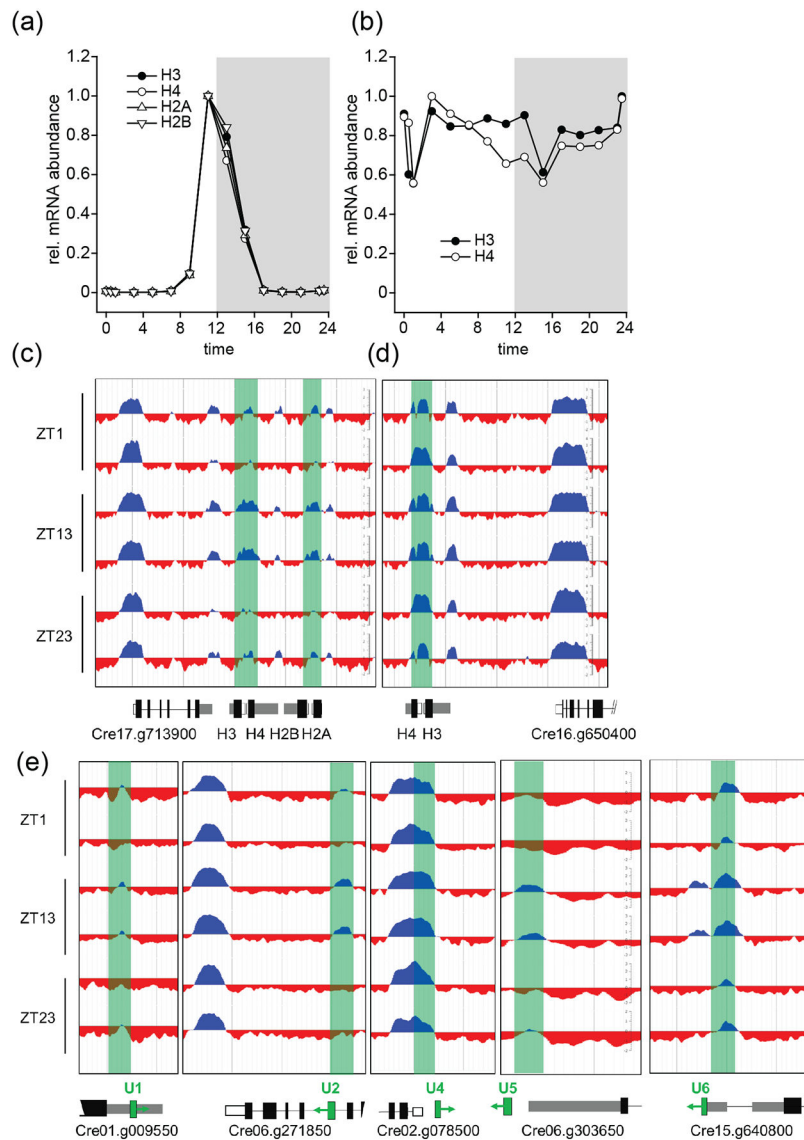 (a)
(b)
1.2
1.0
0.8
0.6
0.4
0.2
0
rel. mRNA abundance
H3
H4
H2A
H2B
0 4 8 12 16 20 24
time
1.2
1.0
0.8
0.6
0.4
0.2
0
rel. mRNA abundance
H3
H4
0 4 8 12 16 20 24
time
(c)
(d)
ZT1
ZT13
ZT23
Cre17.g713900 H3 H4 H2B H2A
H4 H3 Cre16.g650400
(e)
ZT1
ZT13
ZT23
U1 U2 U4 U5 U6
Cre01.g009550 Cre06.g271850 Cre02.g078500 Cre06.g303650 Cre15.g640800